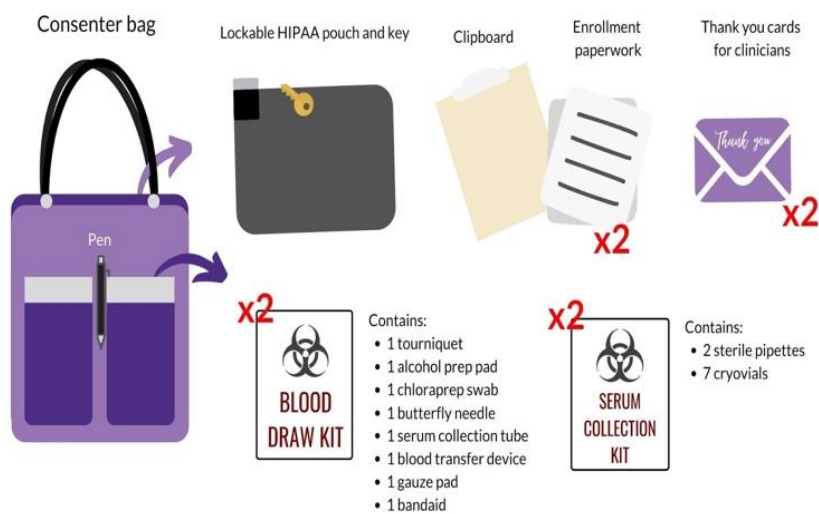 Consenter bag
Lockable HIPAA pouch and key
Clipboard
Enrollment
paperwork
Thank you cards
for clinicians
Thank you
x2
x2
Pen
x2
BLOOD
DRAW KIT
Contains:
• 1 tourniquet
• 1 alcohol prep pad
• 1 chloraprep swab
• 1 butterfly needle
• 1 serum collection tube
• 1 blood transfer device
• 1 gauze pad
• 1 bandaid
x2
SERUM
COLLECTION
KIT
Contains:
• 2 sterile pipettes
• 7 cryovials